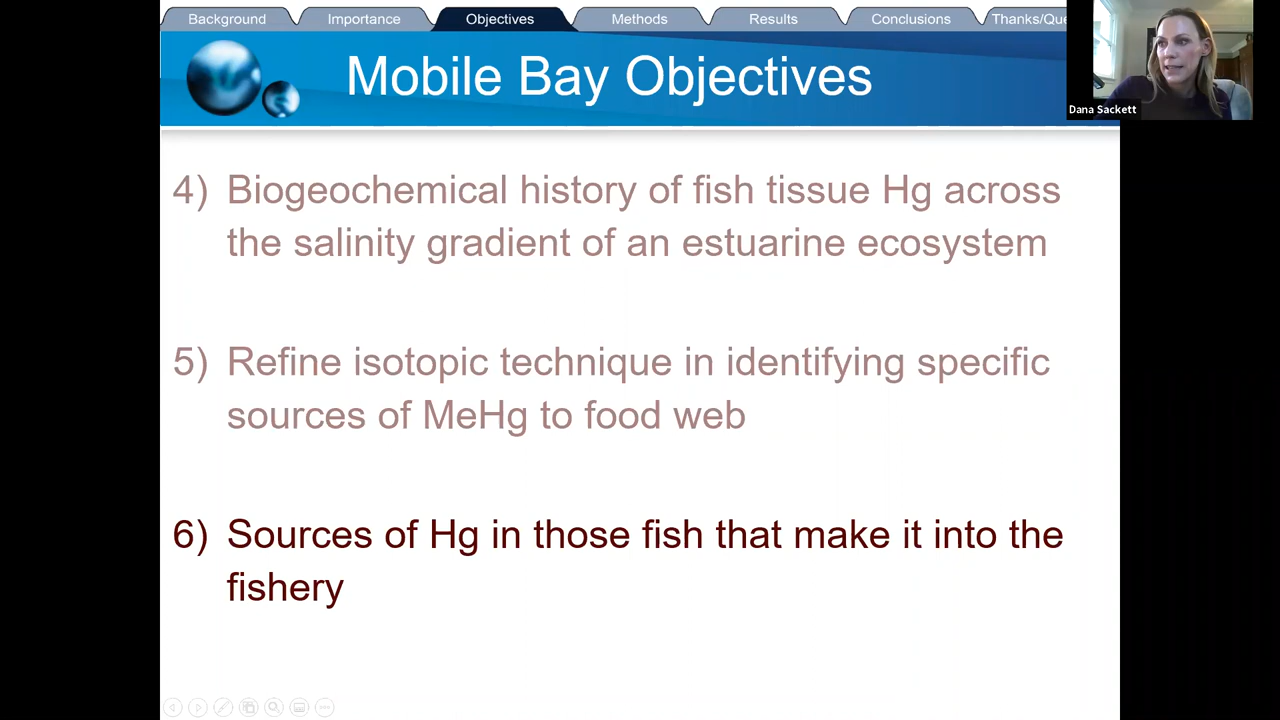 Background Importance Objectives Methods Results Conclusions Thanks/Que
Mobile Bay Objectives
Dana Sackett
4) Biogeochemical history of fish tissue Hg across
the salinity gradient of an estuarine ecosystem
5) Refine isotopic technique in identifying specific
sources of MeHg to food web
6) Sources of Hg in those fish that make it into the
fishery